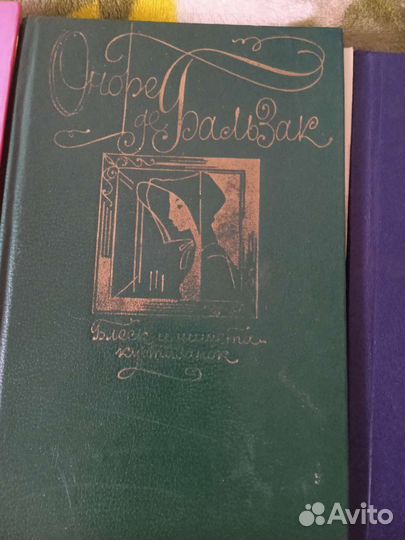 Оноре
де Бальзак
Блеск и нищета
куртизанок
Avito